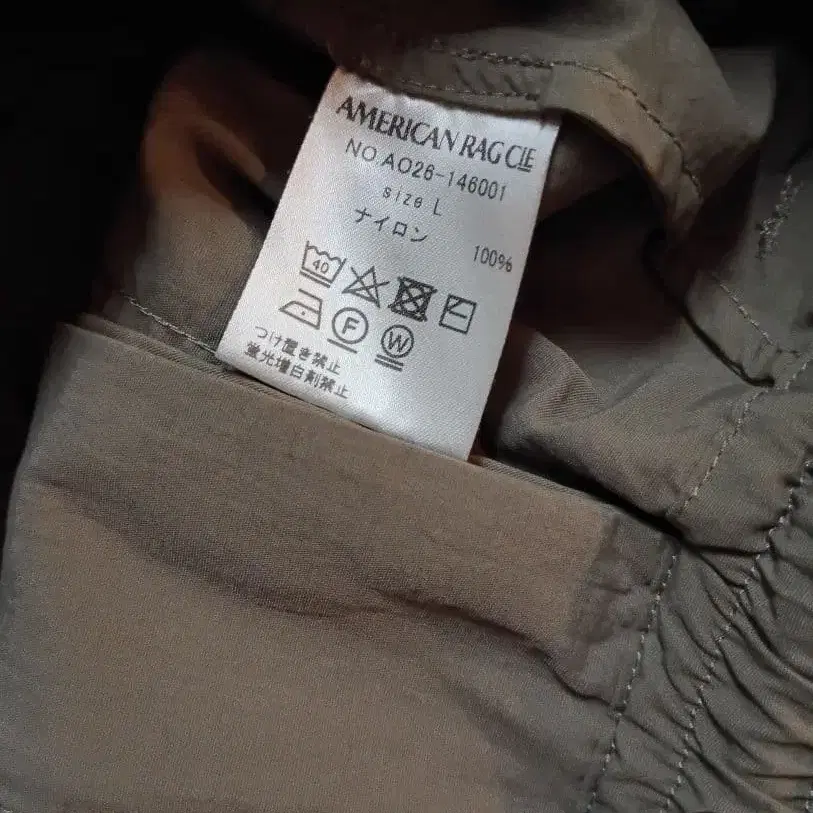 AMERICAN RAG CIE
NO.AO26-146001
size L
ナイロン 100%
40
F W
つけ置き禁止
蛍光増白剤禁止